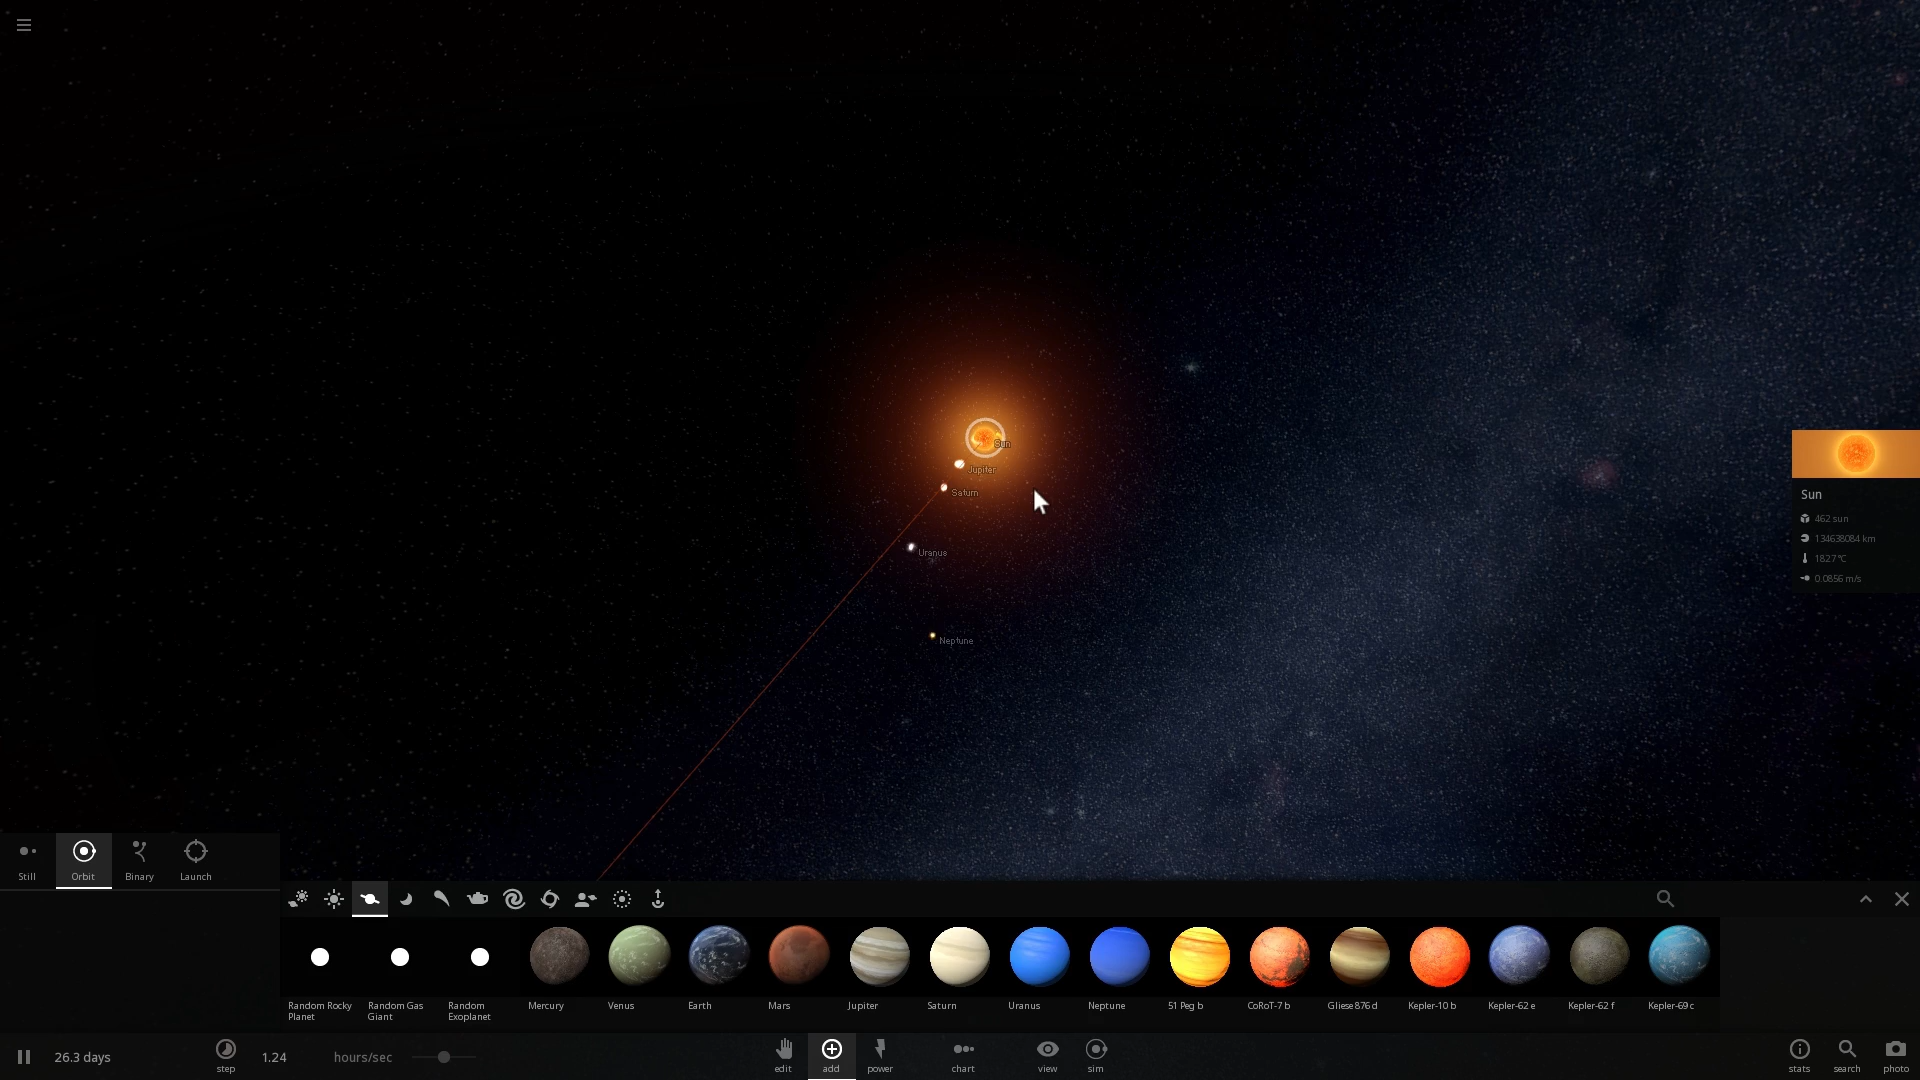 Sun
Jupiter
Saturn
Uranus
Neptune
Sun
462 sun
134638084 km
1827°C
0.0856 m/s
Still
Orbit
Binary
Launch
Random Rocky Planet
Random Gas Giant
Random Exoplanet
Mercury
Venus
Earth
Mars
Jupiter
Saturn
Uranus
Neptune
51 Peg b
CoRoT-7 b
Gliese 876 d
Kepler-10 b
Kepler-62 e
Kepler-62 f
Kepler-69 c
26.3 days
step
1.24
hours/sec
edit
add
power
chart
view
sim
stats
search
photo